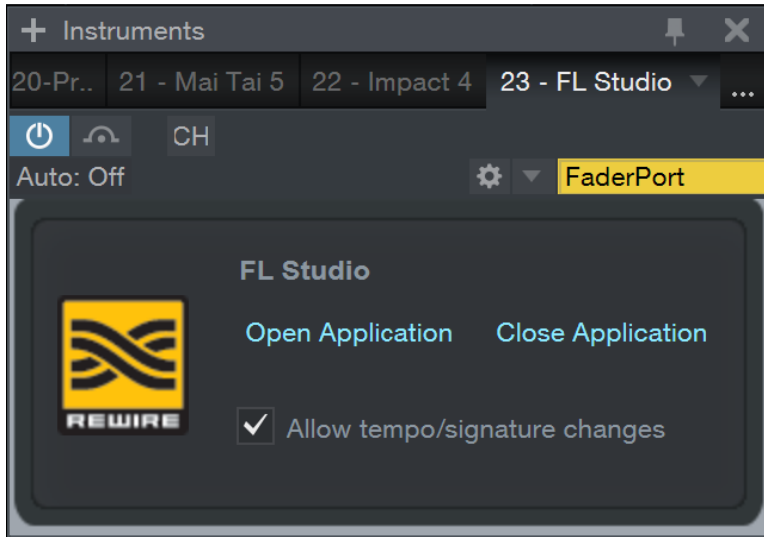 Instruments
20-Pr.. 21 - Mai Tai 5 22 - Impact 4 23 - FL Studio ...
CH
Auto: Off FaderPort
FL Studio
Open Application Close Application
REWIRE
Allow tempo/signature changes